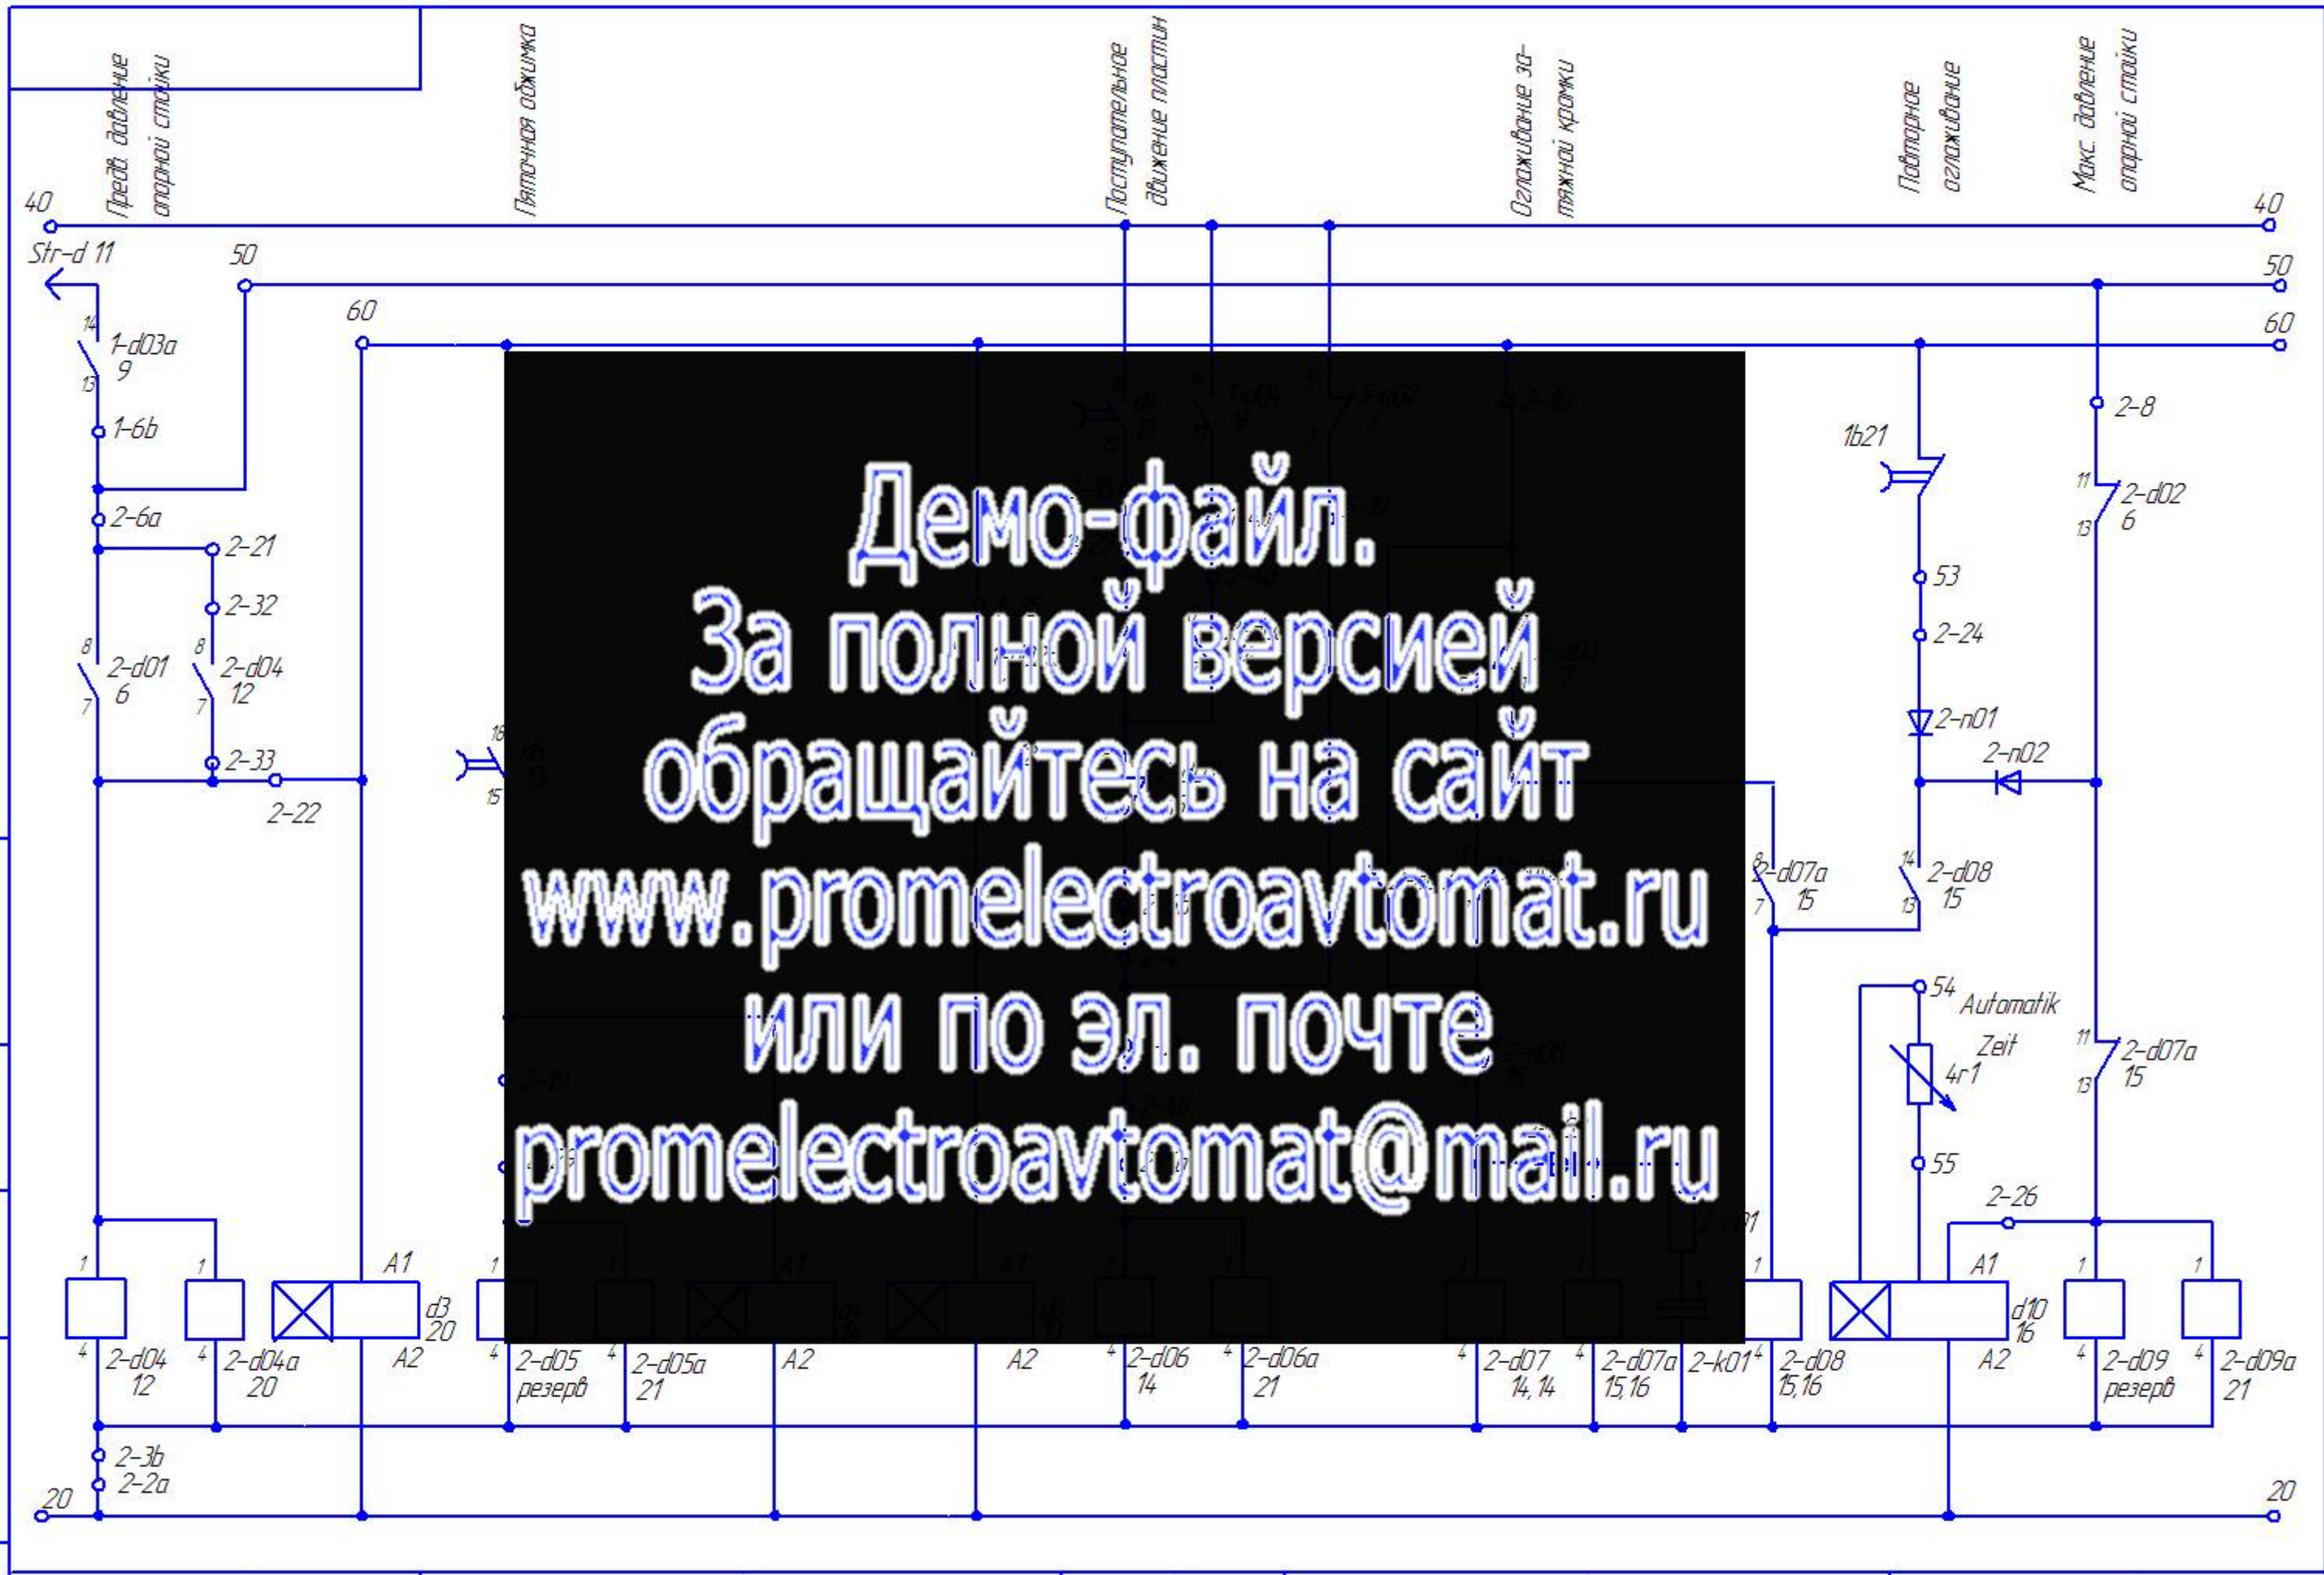 Предв. давление
опорной стойки
Пяточная обжимка
Поступательное
движение пластин
Оглаживание за-
тяжной кромки
Повторное
оглаживание
Макс. давление
опорной стойки
40
40
Str-d 11
50
50
60
60
14
1-d03a
9
13
1-6b
2-6a
2-21
2-32
8
2-d01
6
7
8
2-d04
12
7
2-33
2-22
18
15
Демо-файл.
За полной версией
обращайтесь на сайт
www.promelectroavtomat.ru
или по эл. почте
promelectroavtomat@mail.ru
1b21
2-8
11
2-d02
6
13
53
2-24
2-n01
2-n02
8
2-d07a
15
7
14
2-d08
15
13
54
Automatik
Zeit
4r1
55
11
2-d07a
15
13
2-26
1
4
2-d04
12
1
4
2-d04a
20
A1
d3
20
A2
1
4
2-d05
резерв
4
2-d05a
21
A2
A2
4
2-d06
14
4
2-d06a
21
4
2-d07
14,14
4
2-d07a
15,16
2-k01
1
4
2-d08
15,16
A1
d10
16
A2
1
4
2-d09
резерв
1
4
2-d09a
21
2-3b
2-2a
20
20